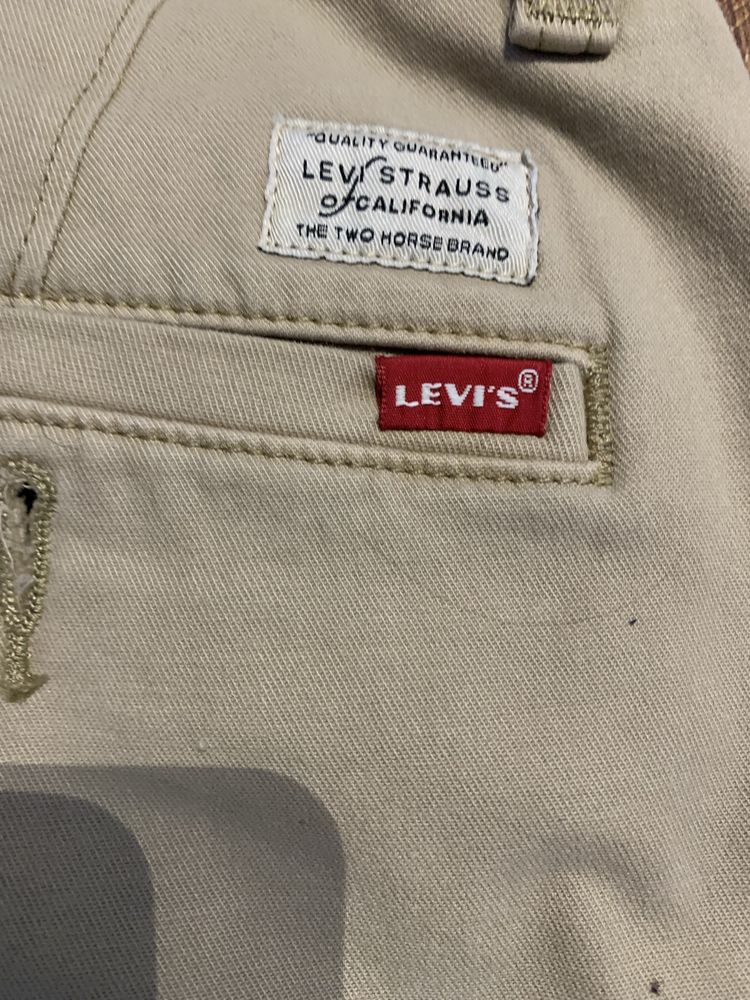 "QUALITY GUARANTEED"
LEVI STRAUSS
OF CALIFORNIA
THE TWO HORSE BRAND
LEVI'S®